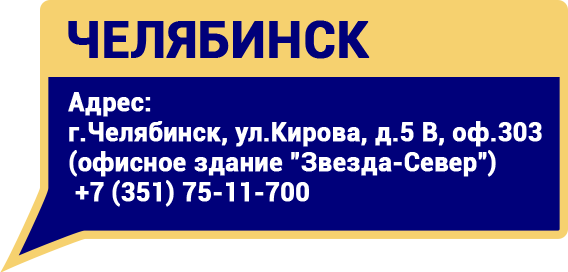 ЧЕЛЯБИНСК
Адрес:
г.Челябинск, ул.Кирова, д.5 В, оф.303
(офисное здание "Звезда-Север")
+7 (351) 75-11-700